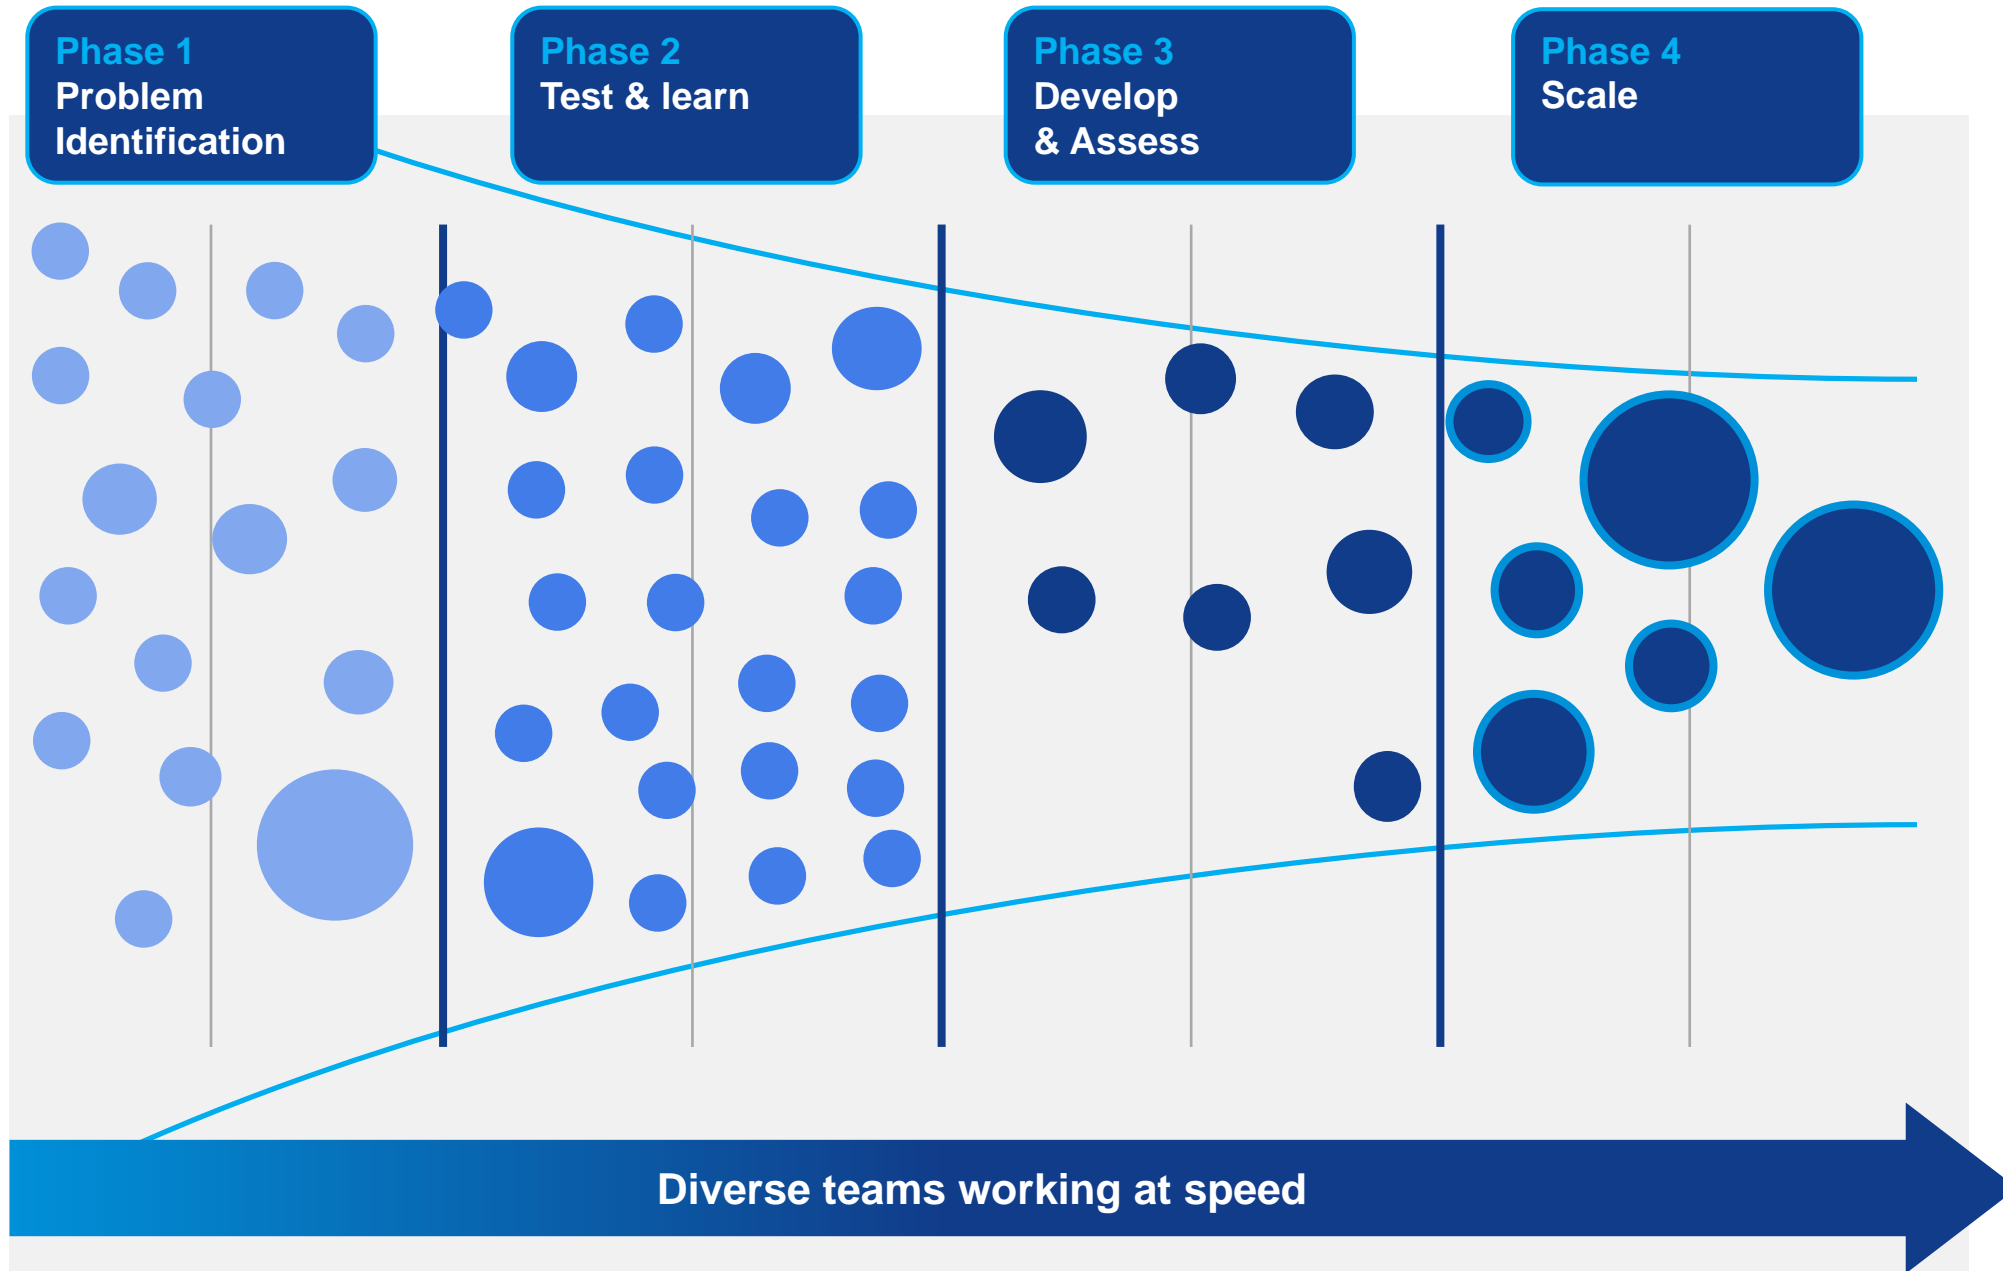 Phase 1
Problem
Identification
Phase 2
Test & learn
Phase 3
Develop
& Assess
Phase 4
Scale
Diverse teams working at speed